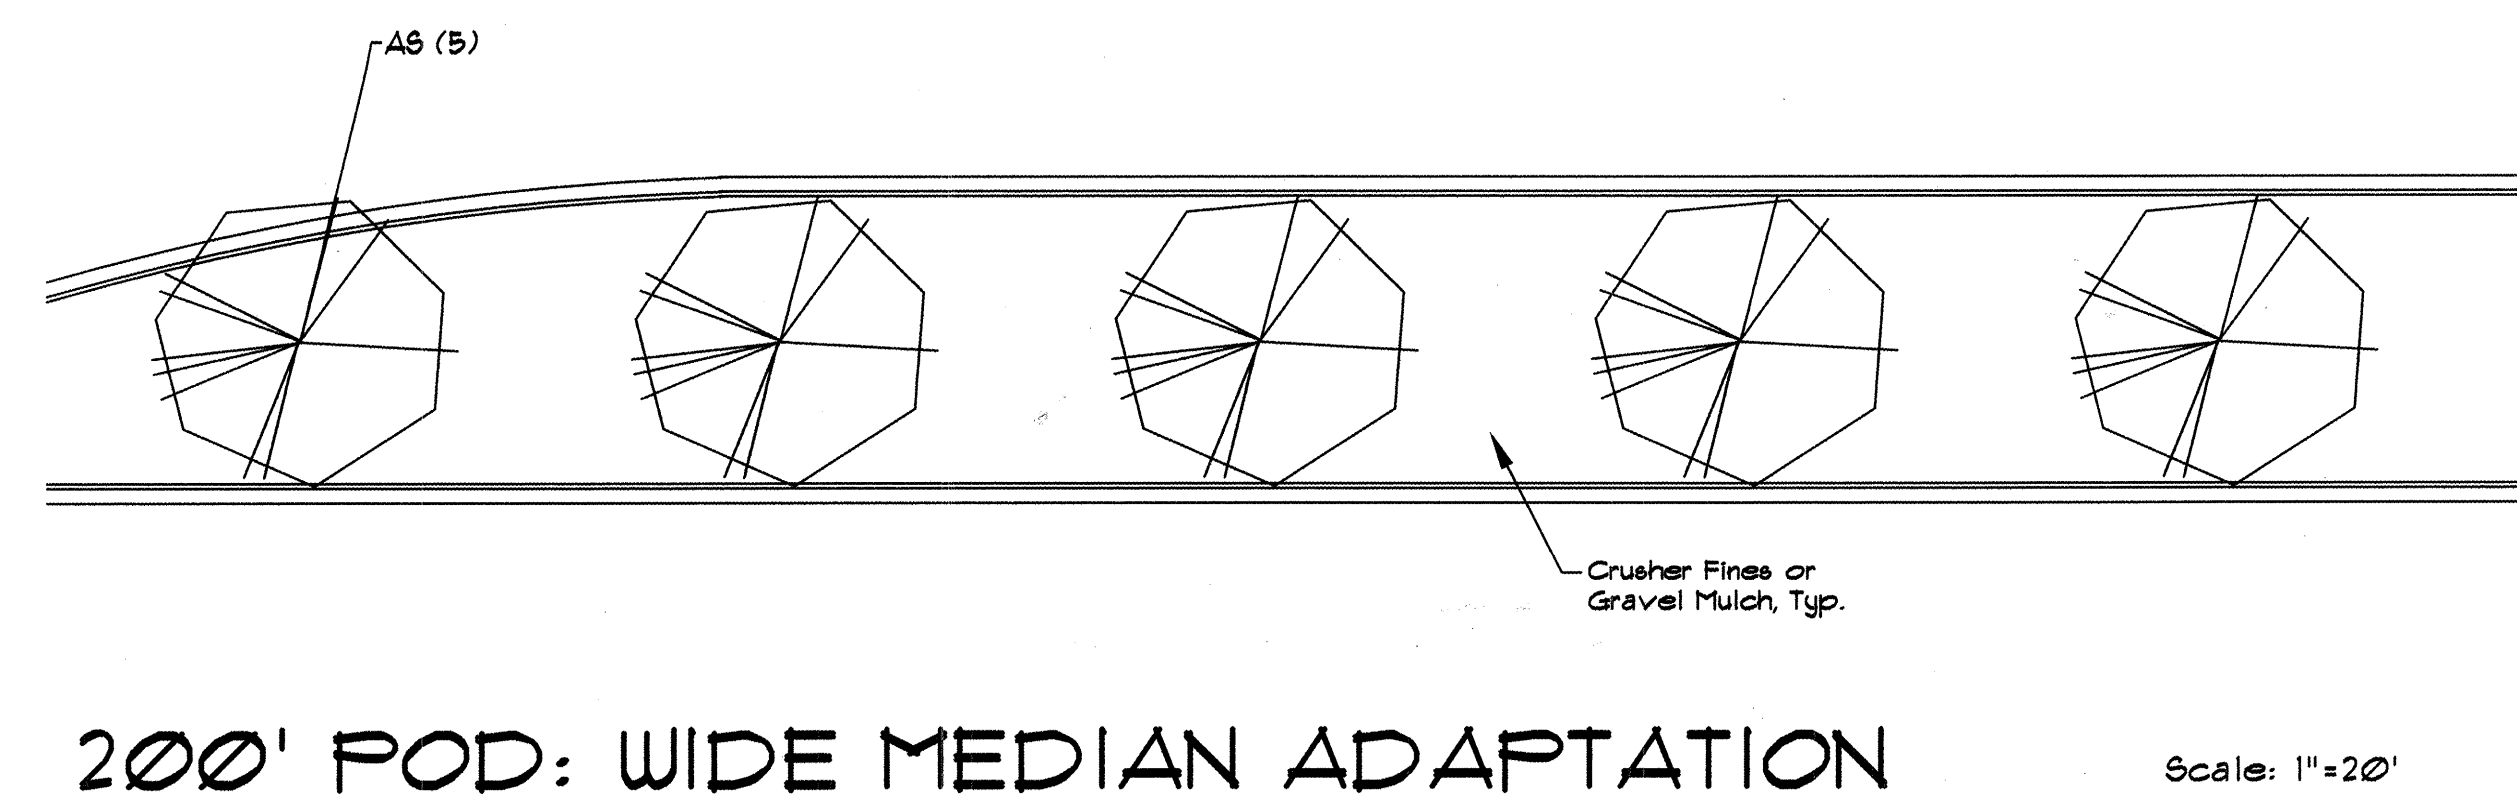 AS (5)
Crusher Fines or
Gravel Mulch, Typ.
200' POD: WIDE MEDIAN ADAPTATION
Scale: 1"=20'